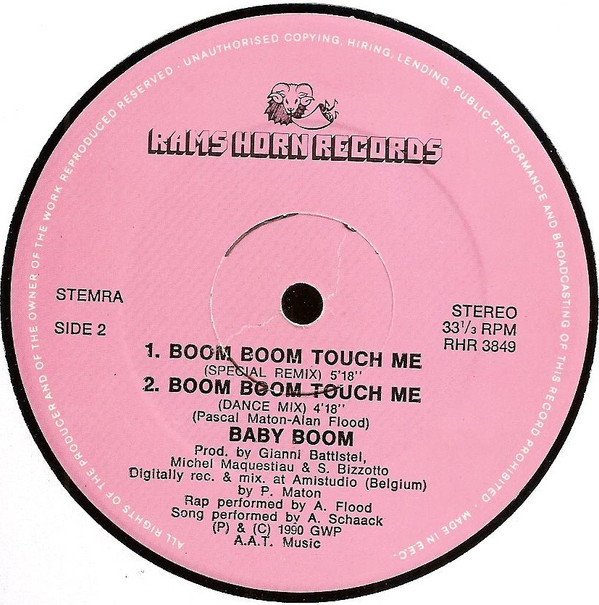 ALL RIGHTS OF THE PRODUCER AND OF THE OWNER OF THE WORK REPRODUCED RESERVED · UNAUTHORISED COPYING, HIRING, LENDING, PUBLIC PERFORMANCE AND BROADCASTING OF THIS RECORD PROHIBITED · MADE IN E.E.C.
RAMS HORN RECORDS
STEMRA
SIDE 2
STEREO
33 1/3 RPM
RHR 3849
1. BOOM BOOM TOUCH ME
(SPECIAL REMIX) 5'18''
2. BOOM BOOM TOUCH ME
(DANCE MIX) 4'18''
(Pascal Maton-Alan Flood)
BABY BOOM
Prod. by Gianni Battistel,
Michel Maquestiau & S. Bizzotto
Digitally rec. & mix. at Amistudio (Belgium)
by P. Maton
Rap performed by A. Flood
Song performed by A. Schaack
(P) & (C) 1990 GWP
A.A.T. Music